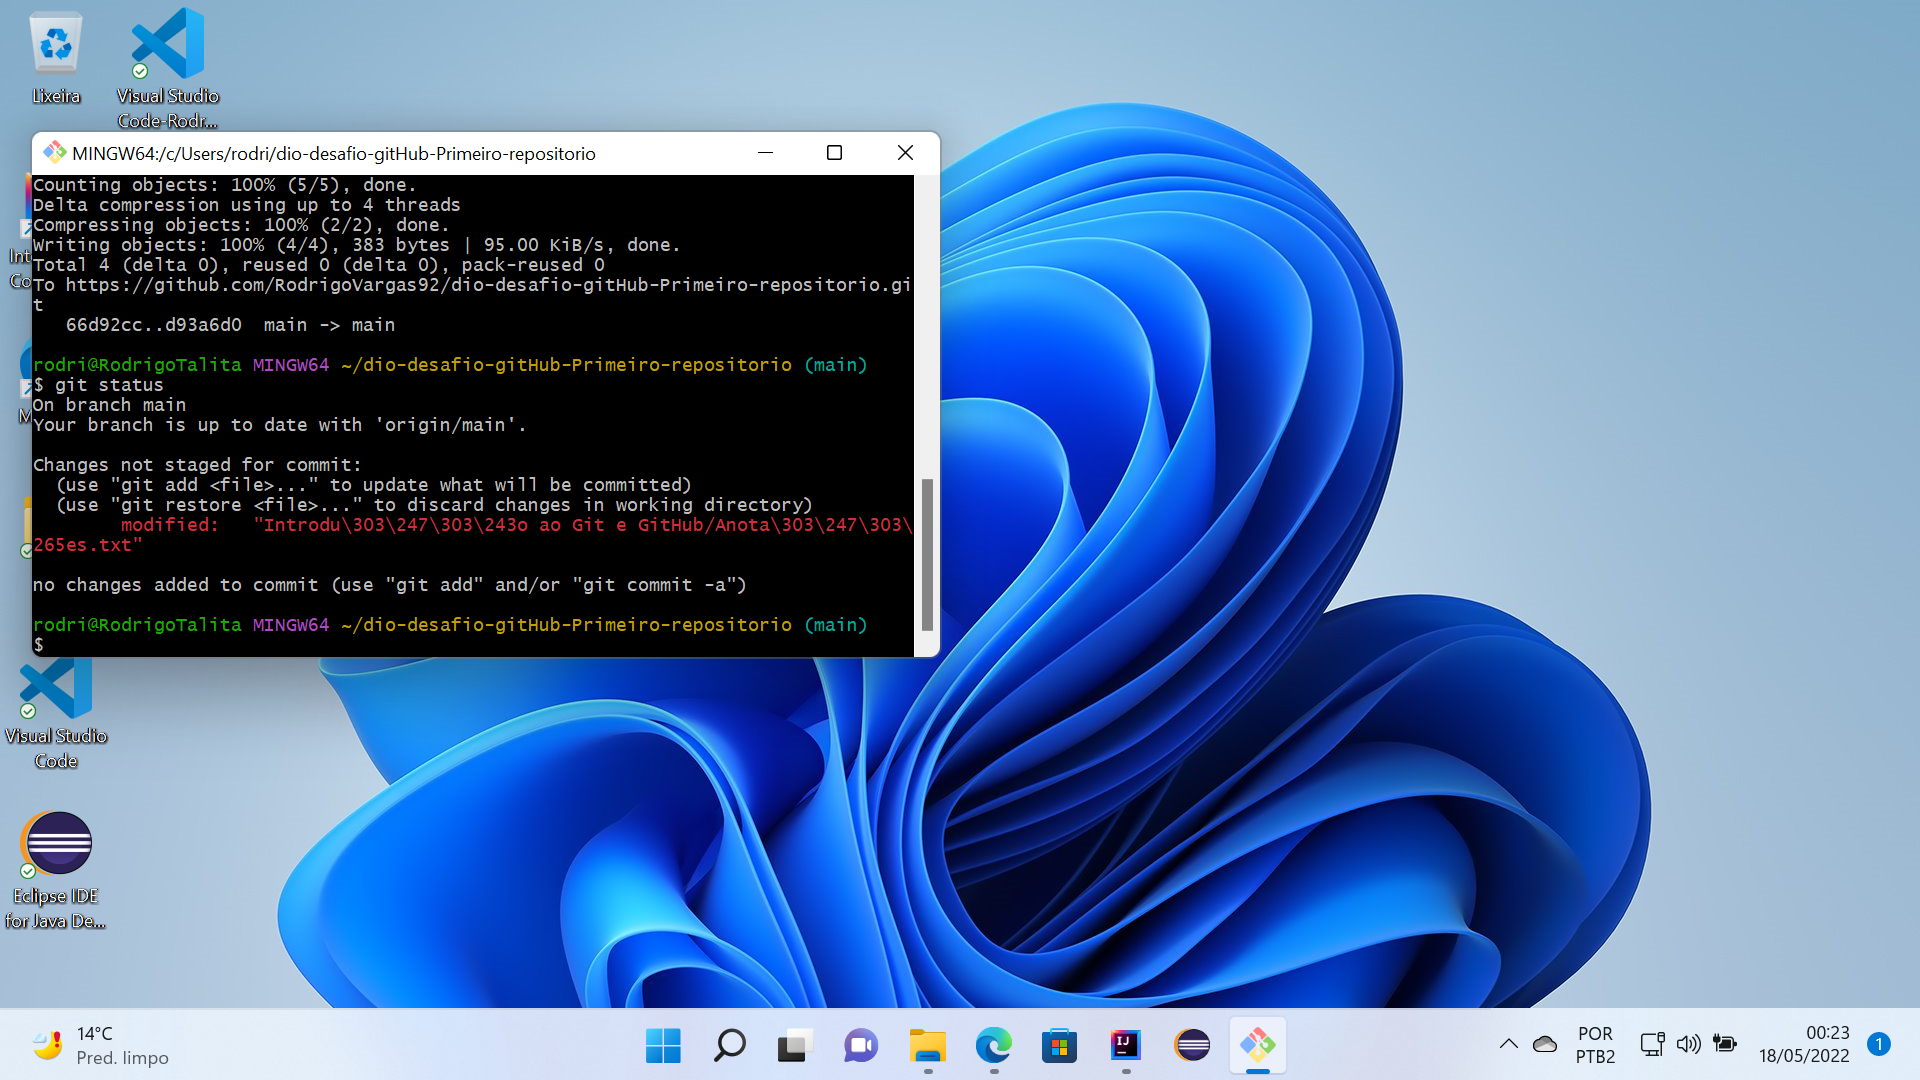 Lixeira
Visual Studio
Code-Rodr...
MINGW64:/c/Users/rodri/dio-desafio-gitHub-Primeiro-repositorio
Counting objects: 100% (5/5), done.
Delta compression using up to 4 threads
Compressing objects: 100% (2/2), done.
Writing objects: 100% (4/4), 383 bytes | 95.00 KiB/s, done.
Total 4 (delta 0), reused 0 (delta 0), pack-reused 0
To https://github.com/RodrigoVargas92/dio-desafio-gitHub-Primeiro-repositorio.gi
t
66d92cc..d93a6d0  main -> main
rodri@RodrigoTalita MINGW64 ~/dio-desafio-gitHub-Primeiro-repositorio (main)
$ git status
On branch main
Your branch is up to date with 'origin/main'.
Changes not staged for commit:
(use "git add <file>..." to update what will be committed)
(use "git restore <file>..." to discard changes in working directory)
modified:   "Introdu\303\247\303\243o ao Git e GitHub/Anota\303\247\303\
265es.txt"
no changes added to commit (use "git add" and/or "git commit -a")
rodri@RodrigoTalita MINGW64 ~/dio-desafio-gitHub-Primeiro-repositorio (main)
$
Int
Co
M
Visual Studio
Code
Eclipse IDE
for Java De...
14°C
Pred. limpo
IJ
POR
PTB2
00:23
18/05/2022
1